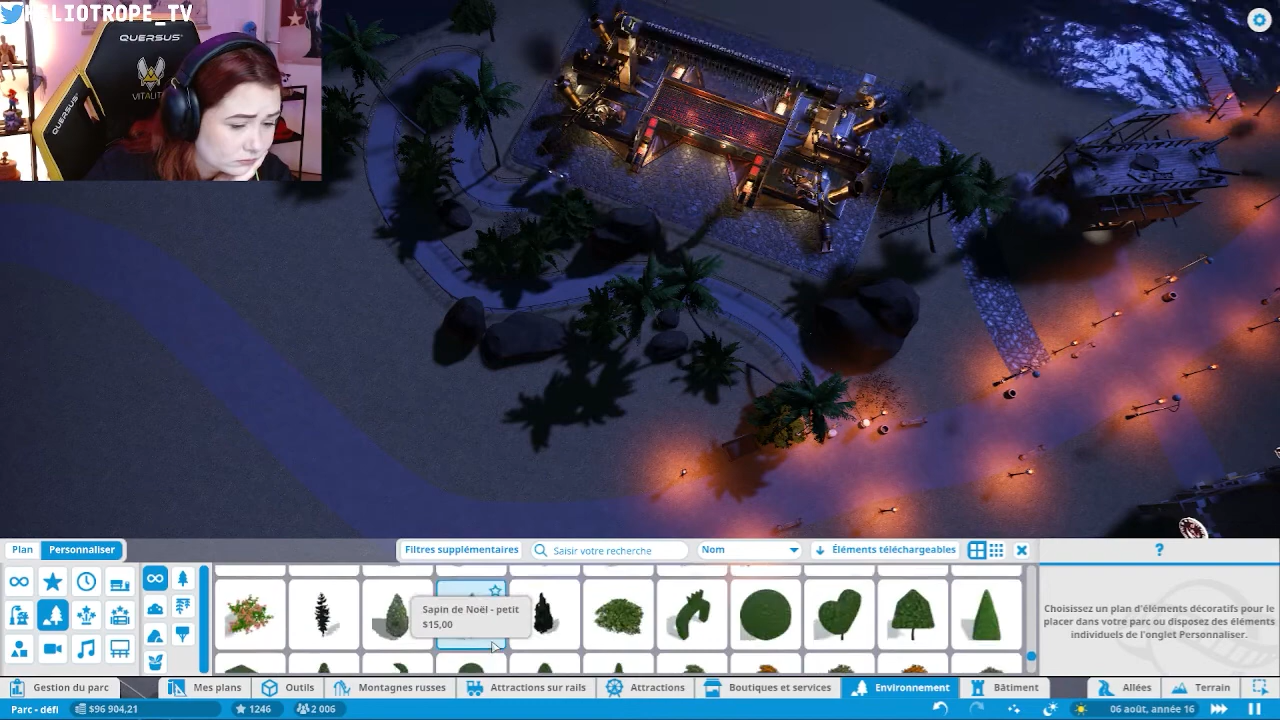 HELIOTROPE_TV
QUERSUS
VITALIT
QUERSUS
Plan
Personnaliser
Filtres supplémentaires
Saisir votre recherche
Nom
Éléments téléchargeables
?
Sapin de Noël - petit
$15,00
Choisissez un plan d'éléments décoratifs pour le
placer dans votre parc ou disposez des éléments
individuels de l'onglet Personnaliser.
Gestion du parc
Mes plans
Outils
Montagnes russes
Attractions sur rails
Attractions
Boutiques et services
Environnement
Bâtiment
Allées
Terrain
Parc - défi
$96 904,21
1246
2 006
06 août, année 16